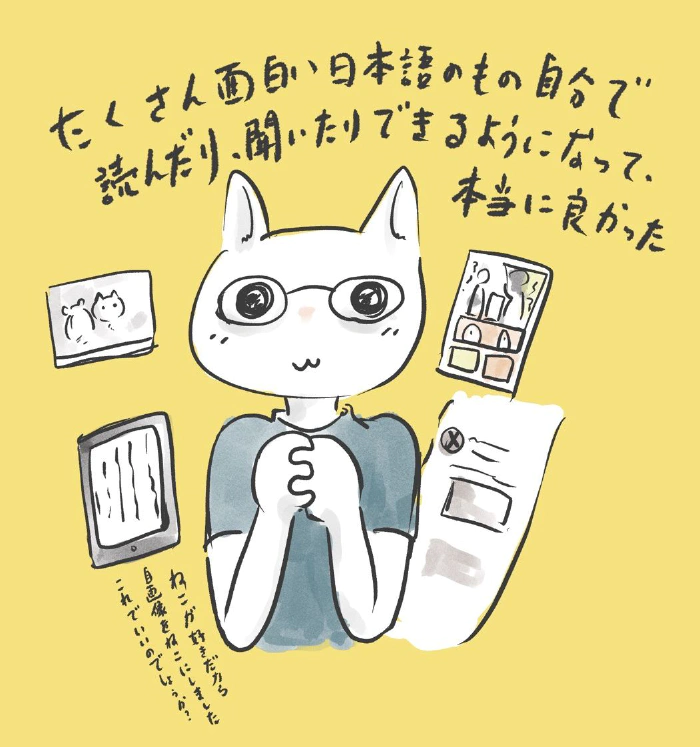 たくさん面白い日本語のもの自分で
読んだり、聞いたりできるようになって、
本当に良かった
X
ねこが好きだから
自画像をねこにしました
これでいいのでしょうか?